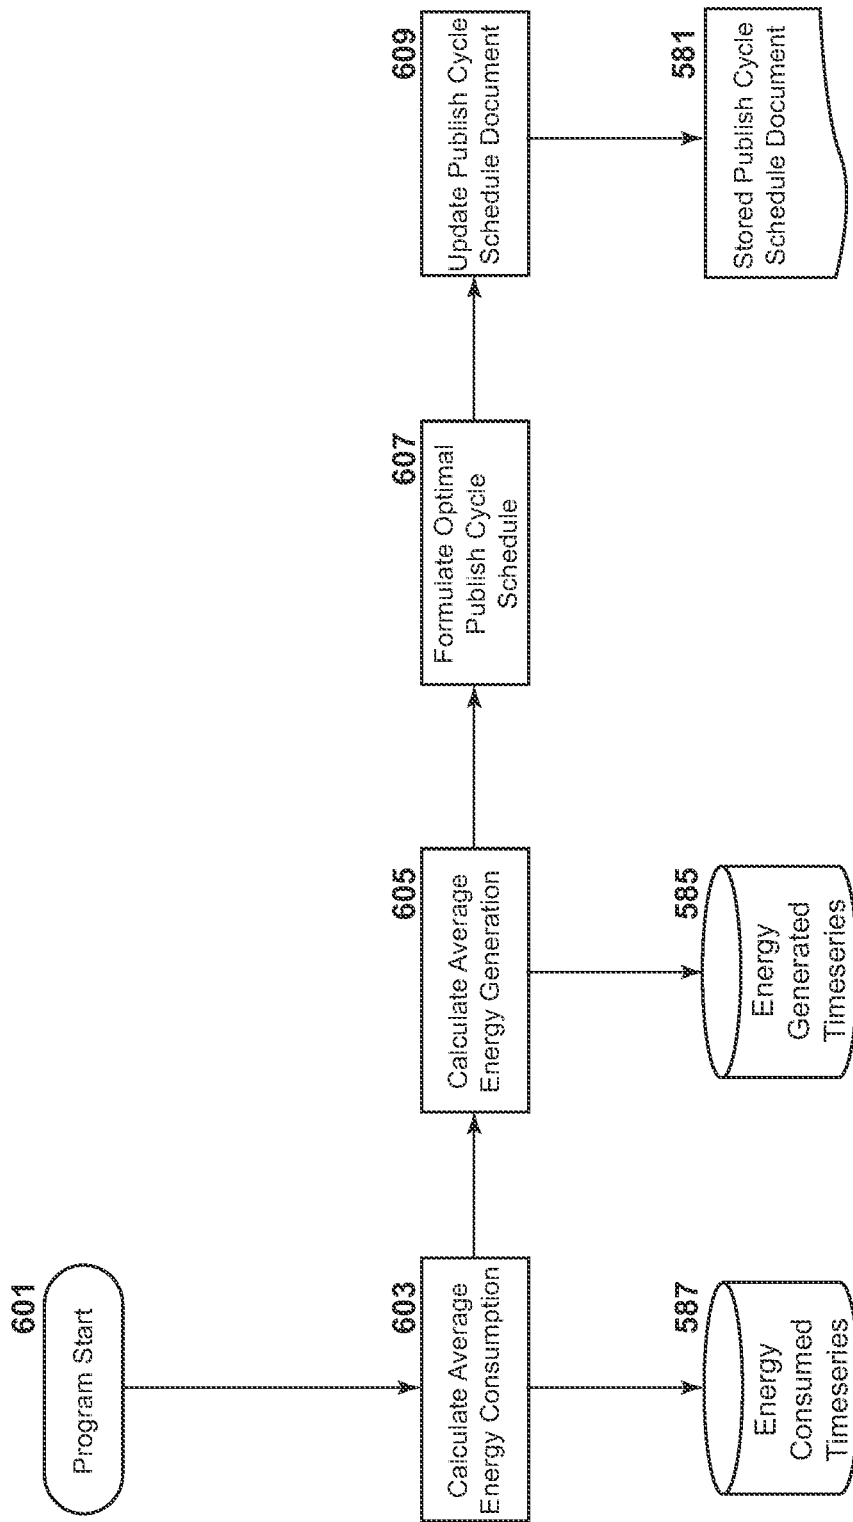 601
Program Start
603
Calculate Average
Energy Consumption
605
Calculate Average
Energy Generation
607
Formulate Optimal
Publish Cycle
Schedule
609
Update Publish Cycle
Schedule Document
587
Energy
Consumed
Timeseries
585
Energy
Generated
Timeseries
581
Stored Publish Cycle
Schedule Document